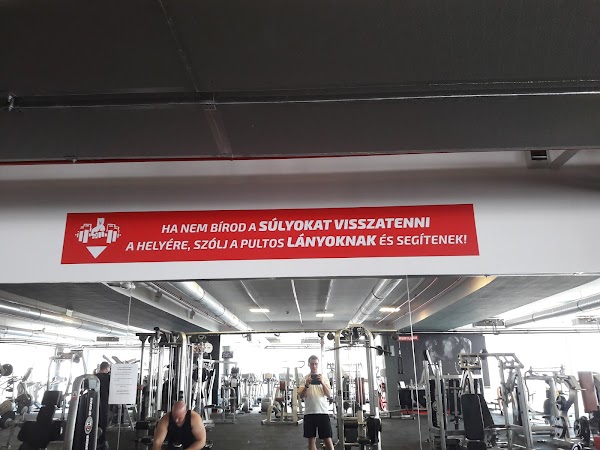 HA NEM BÍROD A SÚLYOKAT VISSZATENNI
A HELYÉRE, SZÓLJ A PULTOS LÁNYOKNAK ÉS SEGÍTENEK!